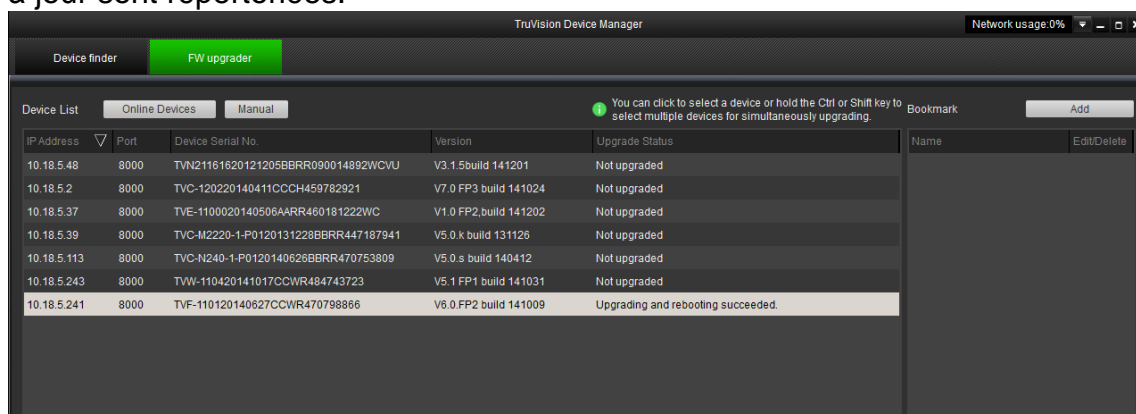 à jour sont répertoriées.
TruVision Device Manager
Network usage:0%
Device finder
FW upgrader
Device List
Online Devices
Manual
You can click to select a device or hold the Ctrl or Shift key to
select multiple devices for simultaneously upgrading.
Bookmark
Add
IP Address Port Device Serial No. Version Upgrade Status Name Edit/Delete
10.18.5.48 8000 TVN21161620121205BBRR090014892WCVU V3.1.5build 141201 Not upgraded
10.18.5.2 8000 TVC-120220140411CCCH459782921 V7.0 FP3 build 141024 Not upgraded
10.18.5.37 8000 TVE-1100020140506AARR460181222WC V1.0 FP2,build 141202 Not upgraded
10.18.5.39 8000 TVC-M2220-1-P0120131228BBRR447187941 V5.0.k build 131126 Not upgraded
10.18.5.113 8000 TVC-N240-1-P0120140626BBRR470753809 V5.0.s build 140412 Not upgraded
10.18.5.243 8000 TVW-110420141017CCWR484743723 V5.1 FP1 build 141031 Not upgraded
10.18.5.241 8000 TVF-110120140627CCWR470798866 V6.0.FP2 build 141009 Upgrading and rebooting succeeded.